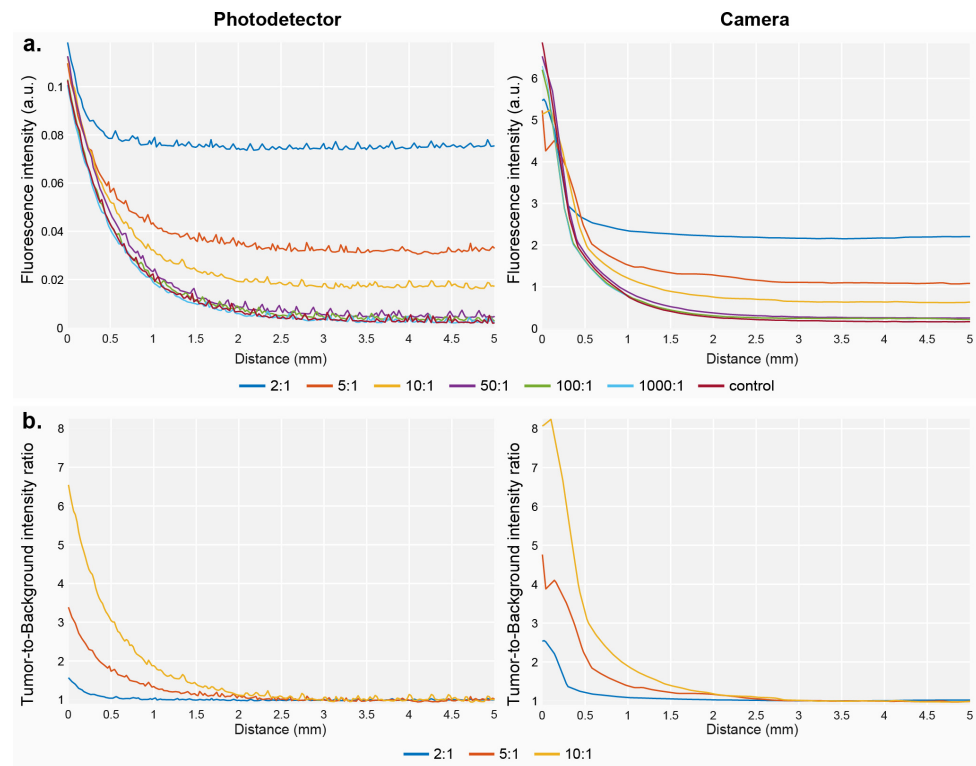 Photodetector Camera
a.
Fluorescence intensity (a.u.)
0.1
0.08
0.06
0.04
0.02
0
0 0.5 1 1.5 2 2.5 3 3.5 4 4.5 5
Distance (mm)
Fluorescence intensity (a.u.)
6
5
4
3
2
1
0
0 0.5 1 1.5 2 2.5 3 3.5 4 4.5 5
Distance (mm)
2:1 5:1 10:1 50:1 100:1 1000:1 control
b.
Tumor-to-Background intensity ratio
8
7
6
5
4
3
2
1
0 0.5 1 1.5 2 2.5 3 3.5 4 4.5 5
Distance (mm)
Tumor-to-Background intensity ratio
8
7
6
5
4
3
2
1
0 0.5 1 1.5 2 2.5 3 3.5 4 4.5 5
Distance (mm)
2:1 5:1 10:1